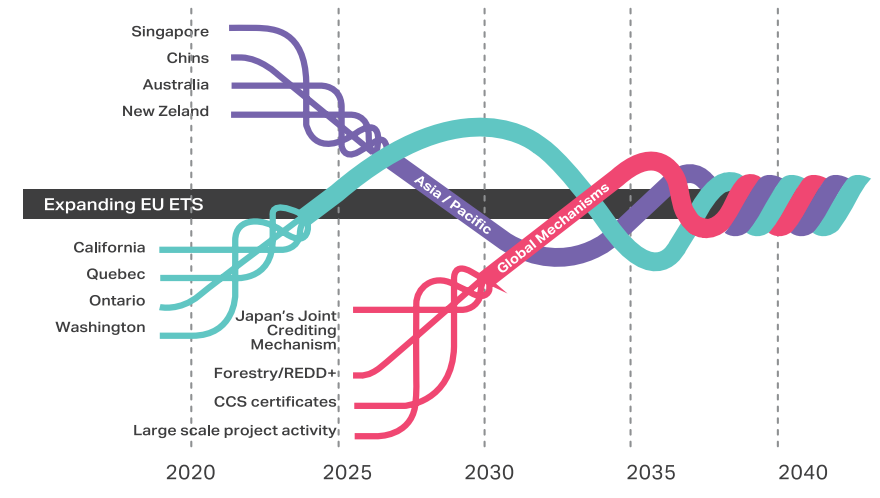 Singapore
Chins
Australia
New Zeland
Asia / Pacific
Expanding EU ETS
Global Mechanisms
California
Quebec
Ontario
Washington
Japan's Joint
Crediting
Mechanism
Forestry/REDD+
CCS certificates
Large scale project activity
2020 2025 2030 2035 2040